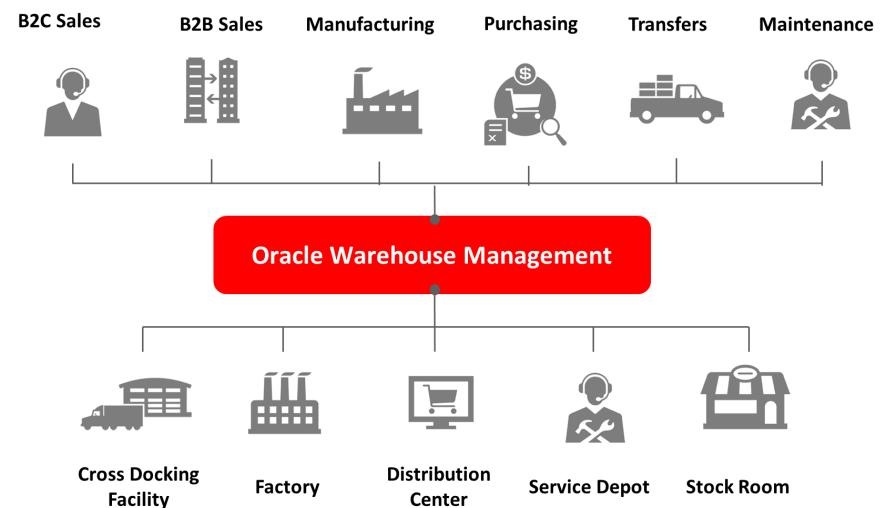 B2C Sales
B2B Sales
Manufacturing
Purchasing
Transfers
Maintenance
$
x
Oracle Warehouse Management
Cross Docking
Facility
Factory
Distribution
Center
Service Depot
Stock Room